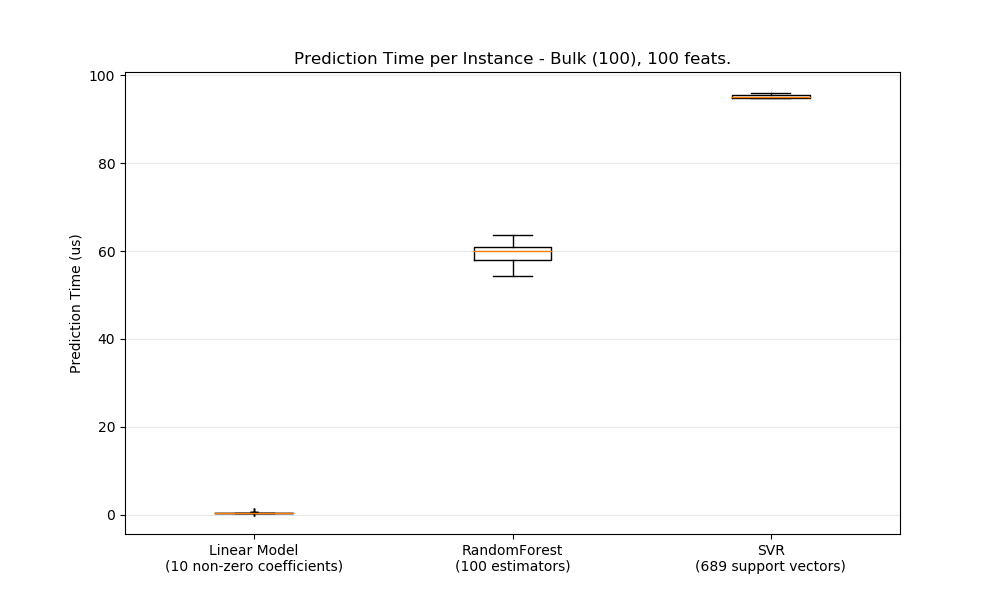 Prediction Time per Instance - Bulk (100), 100 feats.
Prediction Time (us)
100
80
60
40
20
0
Linear Model
(10 non-zero coefficients)
RandomForest
(100 estimators)
SVR
(689 support vectors)